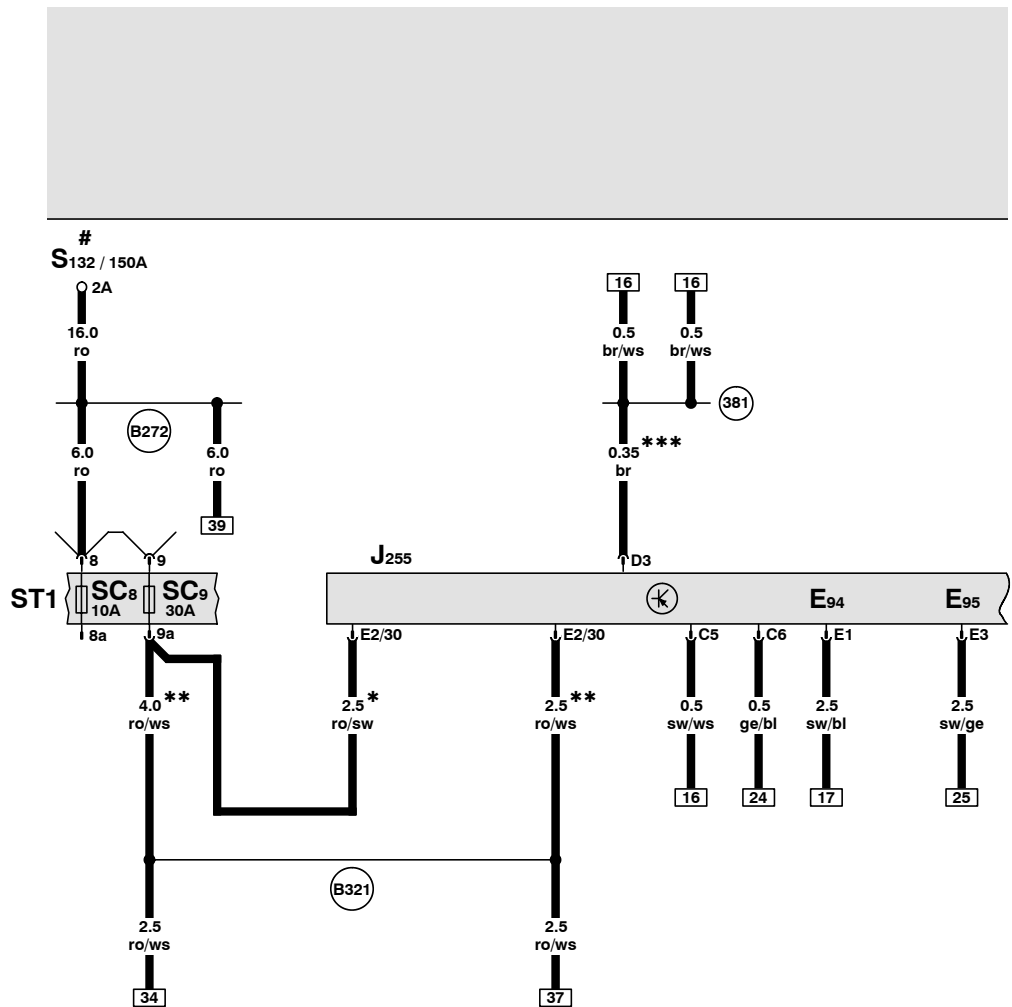 #
S132 / 150A
2A
16 16
16.0 0.5 0.5
ro br/ws br/ws
B272 381
6.0 6.0 0.35 ***
ro ro br
39
8 9 J255 D3
ST1 SC8 SC9 E94 E95
10A 30A
8a 9a E2/30 E2/30 C5 C6 E1 E3
4.0 ** 2.5 * 2.5 ** 0.5 0.5 2.5 2.5
ro/ws ro/sw ro/ws sw/ws ge/bl sw/bl sw/ge
16 24 17 25
B321
2.5 2.5
ro/ws ro/ws
34 37